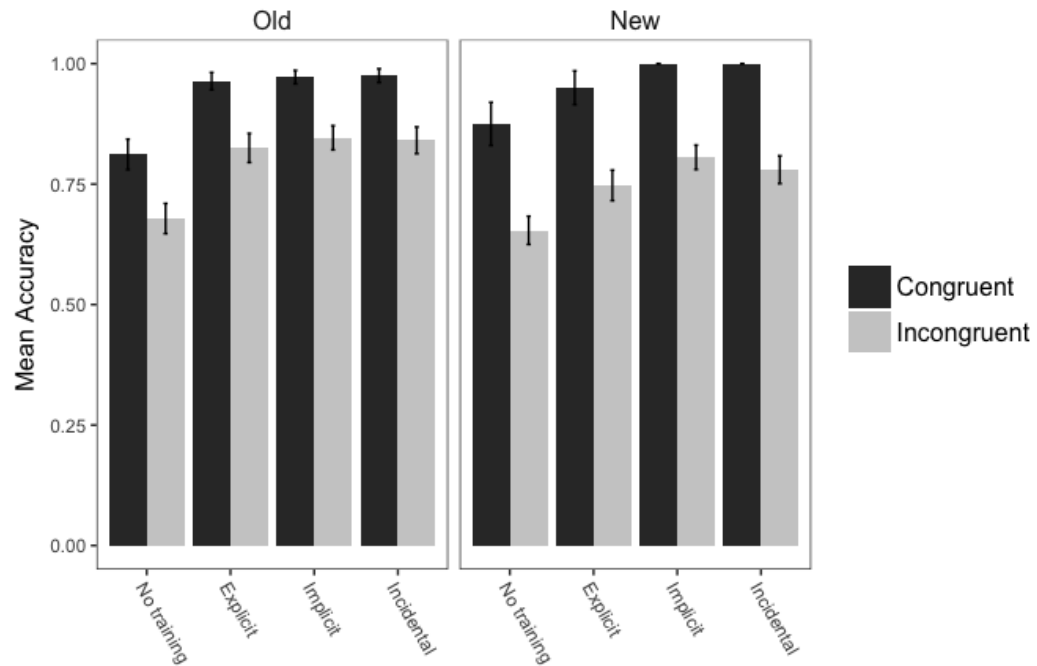 Old
New
1.00
0.75
0.50
0.25
0.00
Mean Accuracy
No training
Explicit
Implicit
Incidental
No training
Explicit
Implicit
Incidental
Congruent
Incongruent